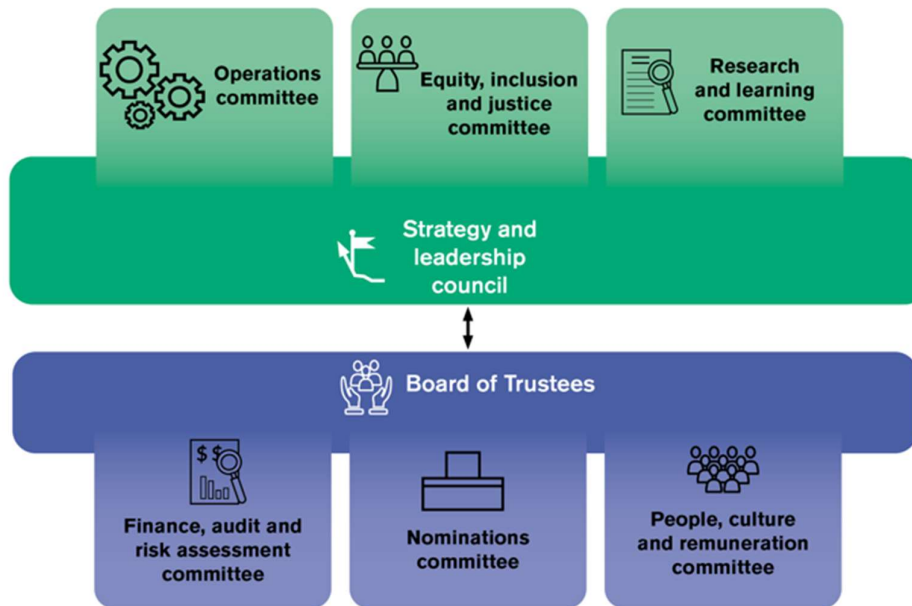 Operations
committee
Equity, inclusion
and justice
committee
Research
and learning
committee
Strategy and
leadership
council
Board of Trustees
$ $
Finance, audit and
risk assessment
committee
Nominations
committee
People, culture
and remuneration
committee